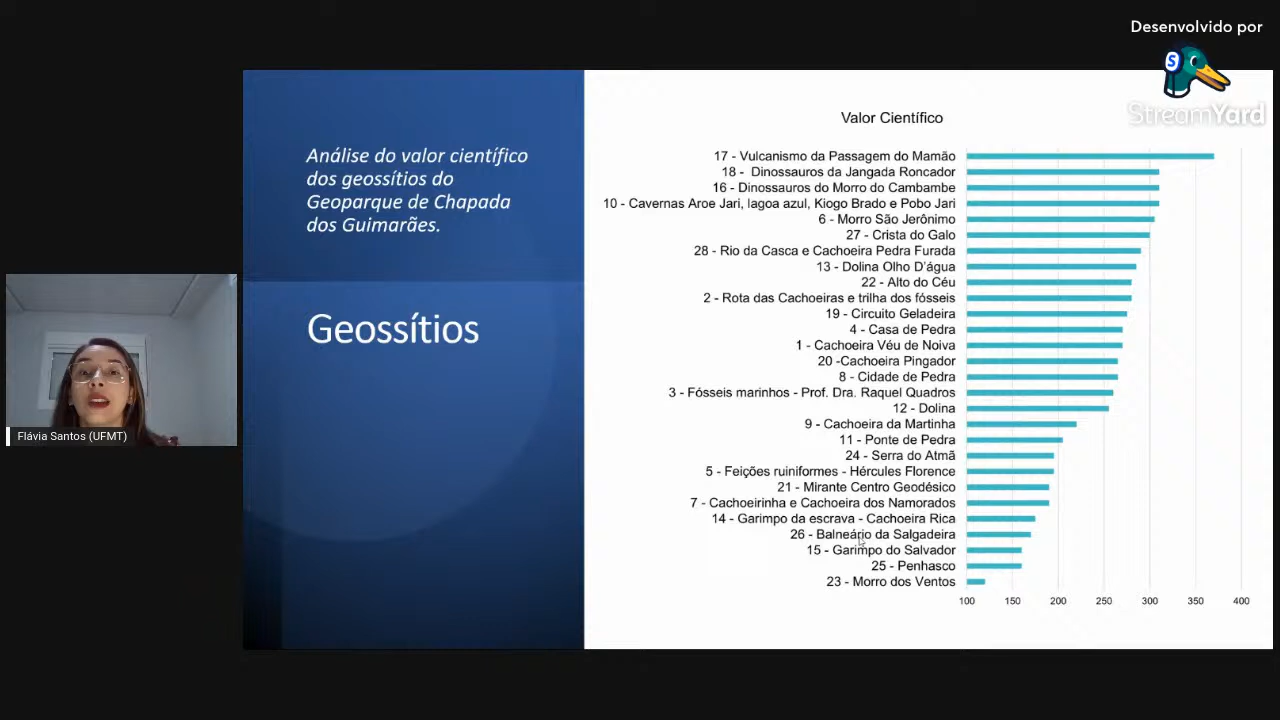 Desenvolvido por
StreamYard
Análise do valor científico
dos geossítios do
Geoparque de Chapada
dos Guimarães.
Geossítios
Flávia Santos (UFMT)
Valor Científico
17 - Vulcanismo da Passagem do Mamão
18 - Dinossauros da Jangada Roncador
16 - Dinossauros do Morro do Cambambe
10 - Cavernas Aroe Jari, lagoa azul, Kiogo Brado e Pobo Jari
6 - Morro São Jerônimo
27 - Crista do Galo
28 - Rio da Casca e Cachoeira Pedra Furada
13 - Dolina Olho D'água
22 - Alto do Céu
2 - Rota das Cachoeiras e trilha dos fósseis
19 - Circuito Geladeira
4 - Casa de Pedra
1 - Cachoeira Véu de Noiva
20 -Cachoeira Pingador
8 - Cidade de Pedra
3 - Fósseis marinhos - Prof. Dra. Raquel Quadros
12 - Dolina
9 - Cachoeira da Martinha
11 - Ponte de Pedra
24 - Serra do Atmã
5 - Feições ruiniformes - Hércules Florence
21 - Mirante Centro Geodésico
7 - Cachoeirinha e Cachoeira dos Namorados
14 - Garimpo da escrava - Cachoeira Rica
26 - Balneário da Salgadeira
15 - Garimpo do Salvador
25 - Penhasco
23 - Morro dos Ventos
100 150 200 250 300 350 400